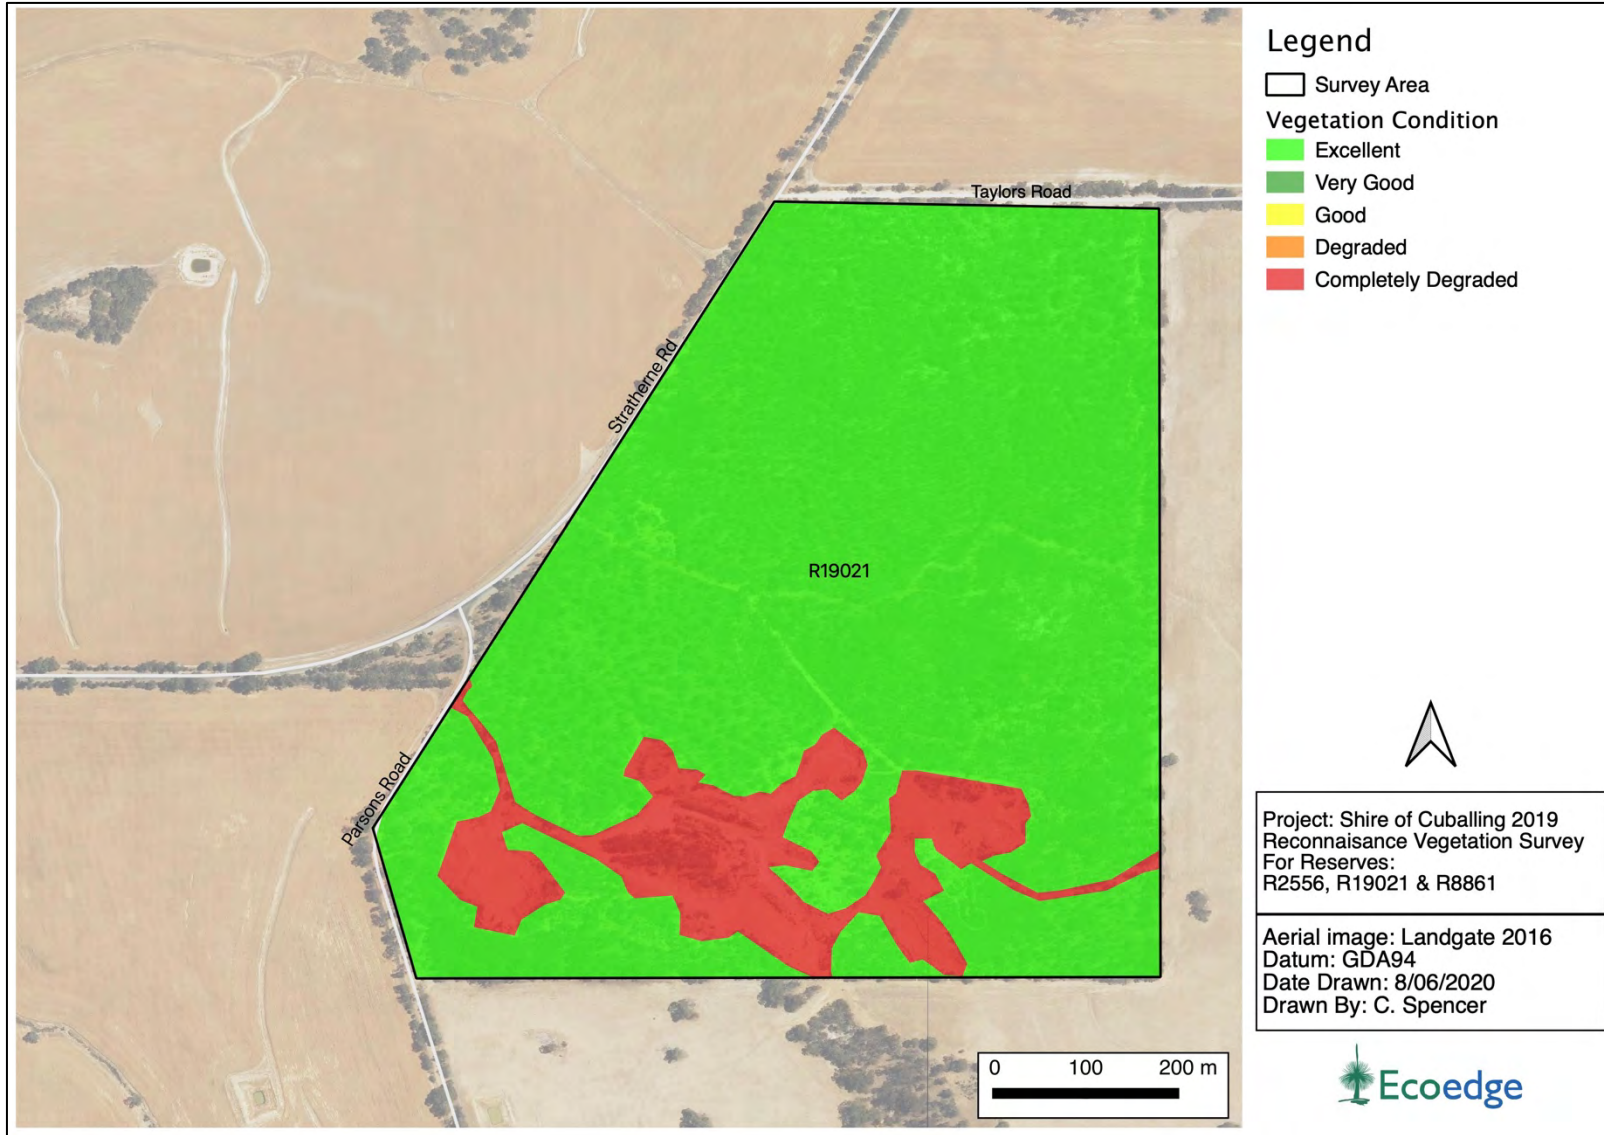 Legend
Survey Area
Vegetation Condition
Excellent
Very Good
Good
Degraded
Completely Degraded
Taylors Road
Stratherne Rd
R19021
Parsons Road
Project: Shire of Cuballing 2019
Reconnaisance Vegetation Survey
For Reserves:
R2556, R19021 & R8861
Aerial image: Landgate 2016
Datum: GDA94
Date Drawn: 8/06/2020
Drawn By: C. Spencer
0 100 200 m
Ecoedge